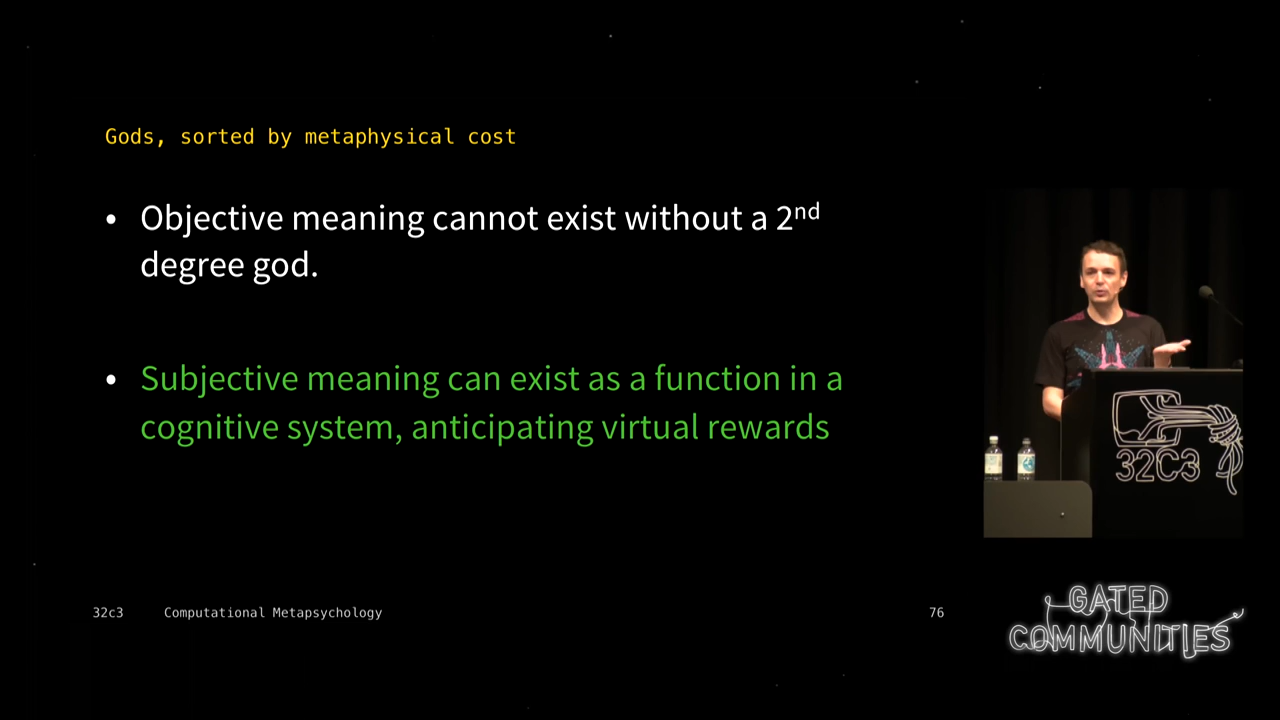 Gods, sorted by metaphysical cost
• Objective meaning cannot exist without a 2nd
degree god.
• Subjective meaning can exist as a function in a
cognitive system, anticipating virtual rewards
32C3
32c3 Computational Metapsychology 76
GATED
COMMUNITIES